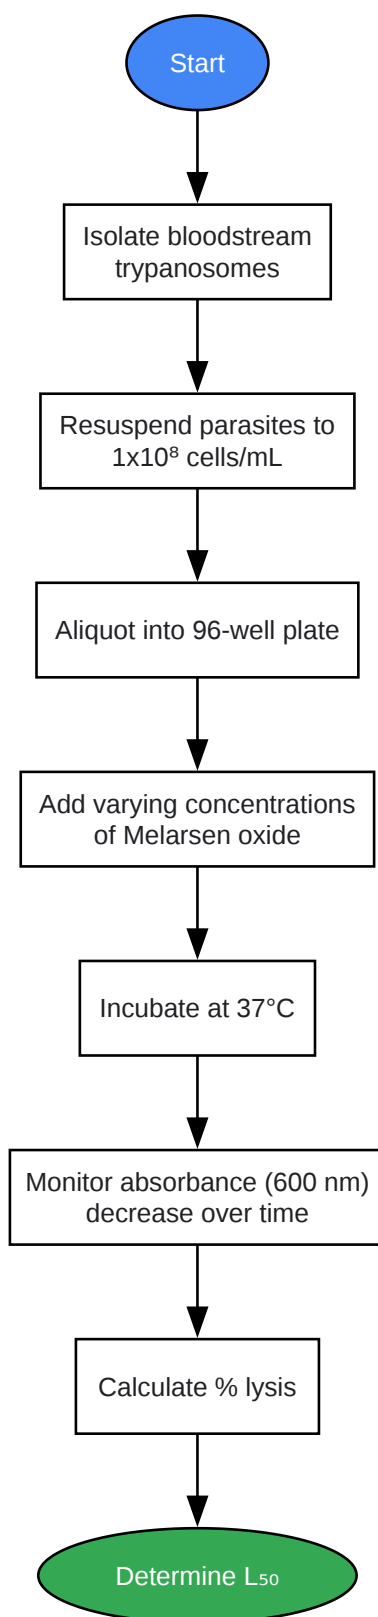 Start
Isolate bloodstream
trypanosomes
Resuspend parasites to
1x10⁸ cells/mL
Aliquot into 96-well plate
Add varying concentrations
of Melarsen oxide
Incubate at 37°C
Monitor absorbance (600 nm)
decrease over time
Calculate % lysis
Determine L₅₀